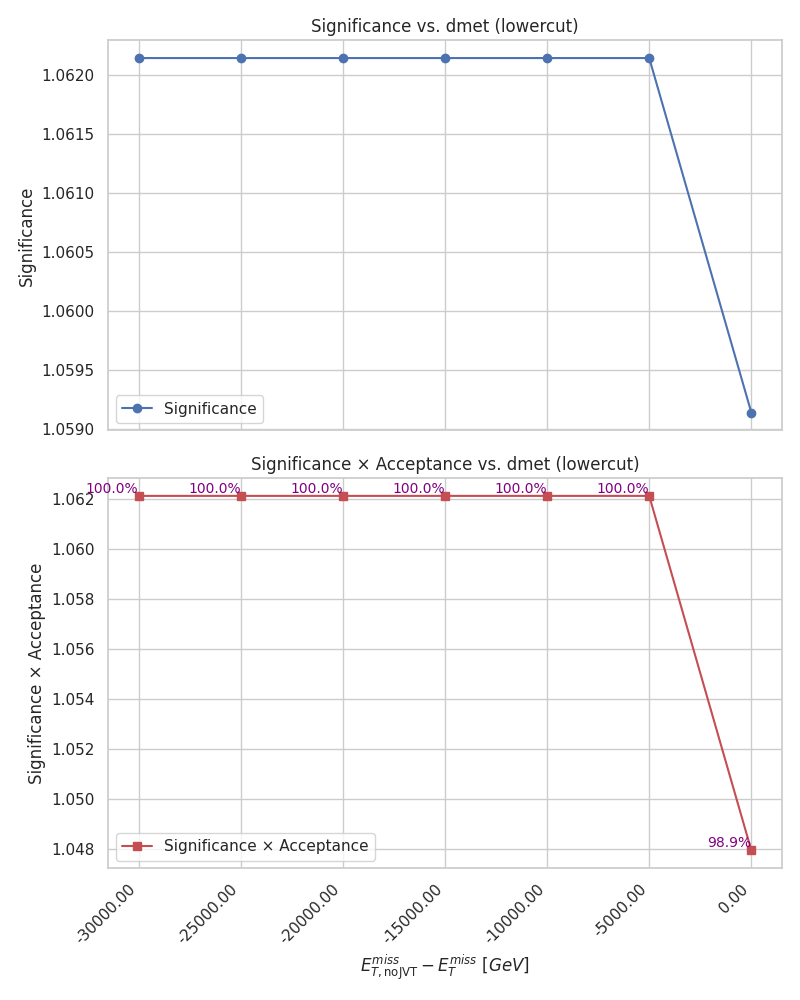 Significance vs. dmet (lowercut)
1.0620
1.0615
1.0610
1.0605
1.0600
1.0595
1.0590
Significance
Significance
Significance × Acceptance vs. dmet (lowercut)
100.0% 100.0% 100.0% 100.0% 100.0% 100.0%
98.9%
1.062
1.060
1.058
1.056
1.054
1.052
1.050
1.048
Significance × Acceptance
Significance × Acceptance
-30000.00 -25000.00 -20000.00 -15000.00 -10000.00 -5000.00 0.00
$E_{T,\mathrm{noJVT}}^{miss} - E_{T}^{miss}$ [GeV]